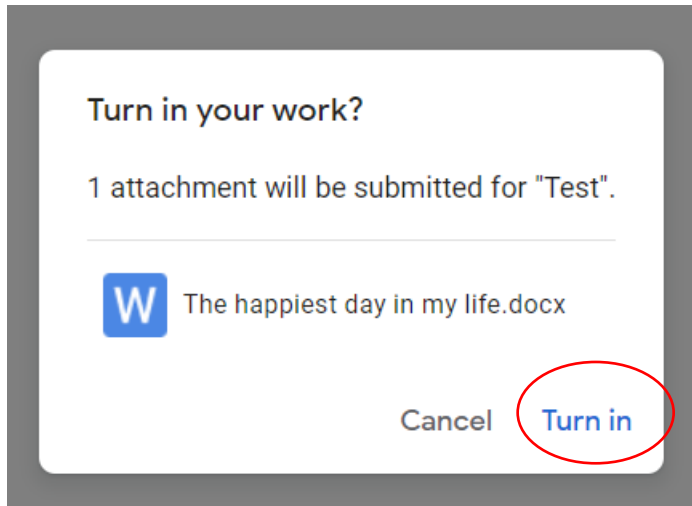 Turn in your work?
1 attachment will be submitted for "Test".
W The happiest day in my life.docx
Cancel Turn in